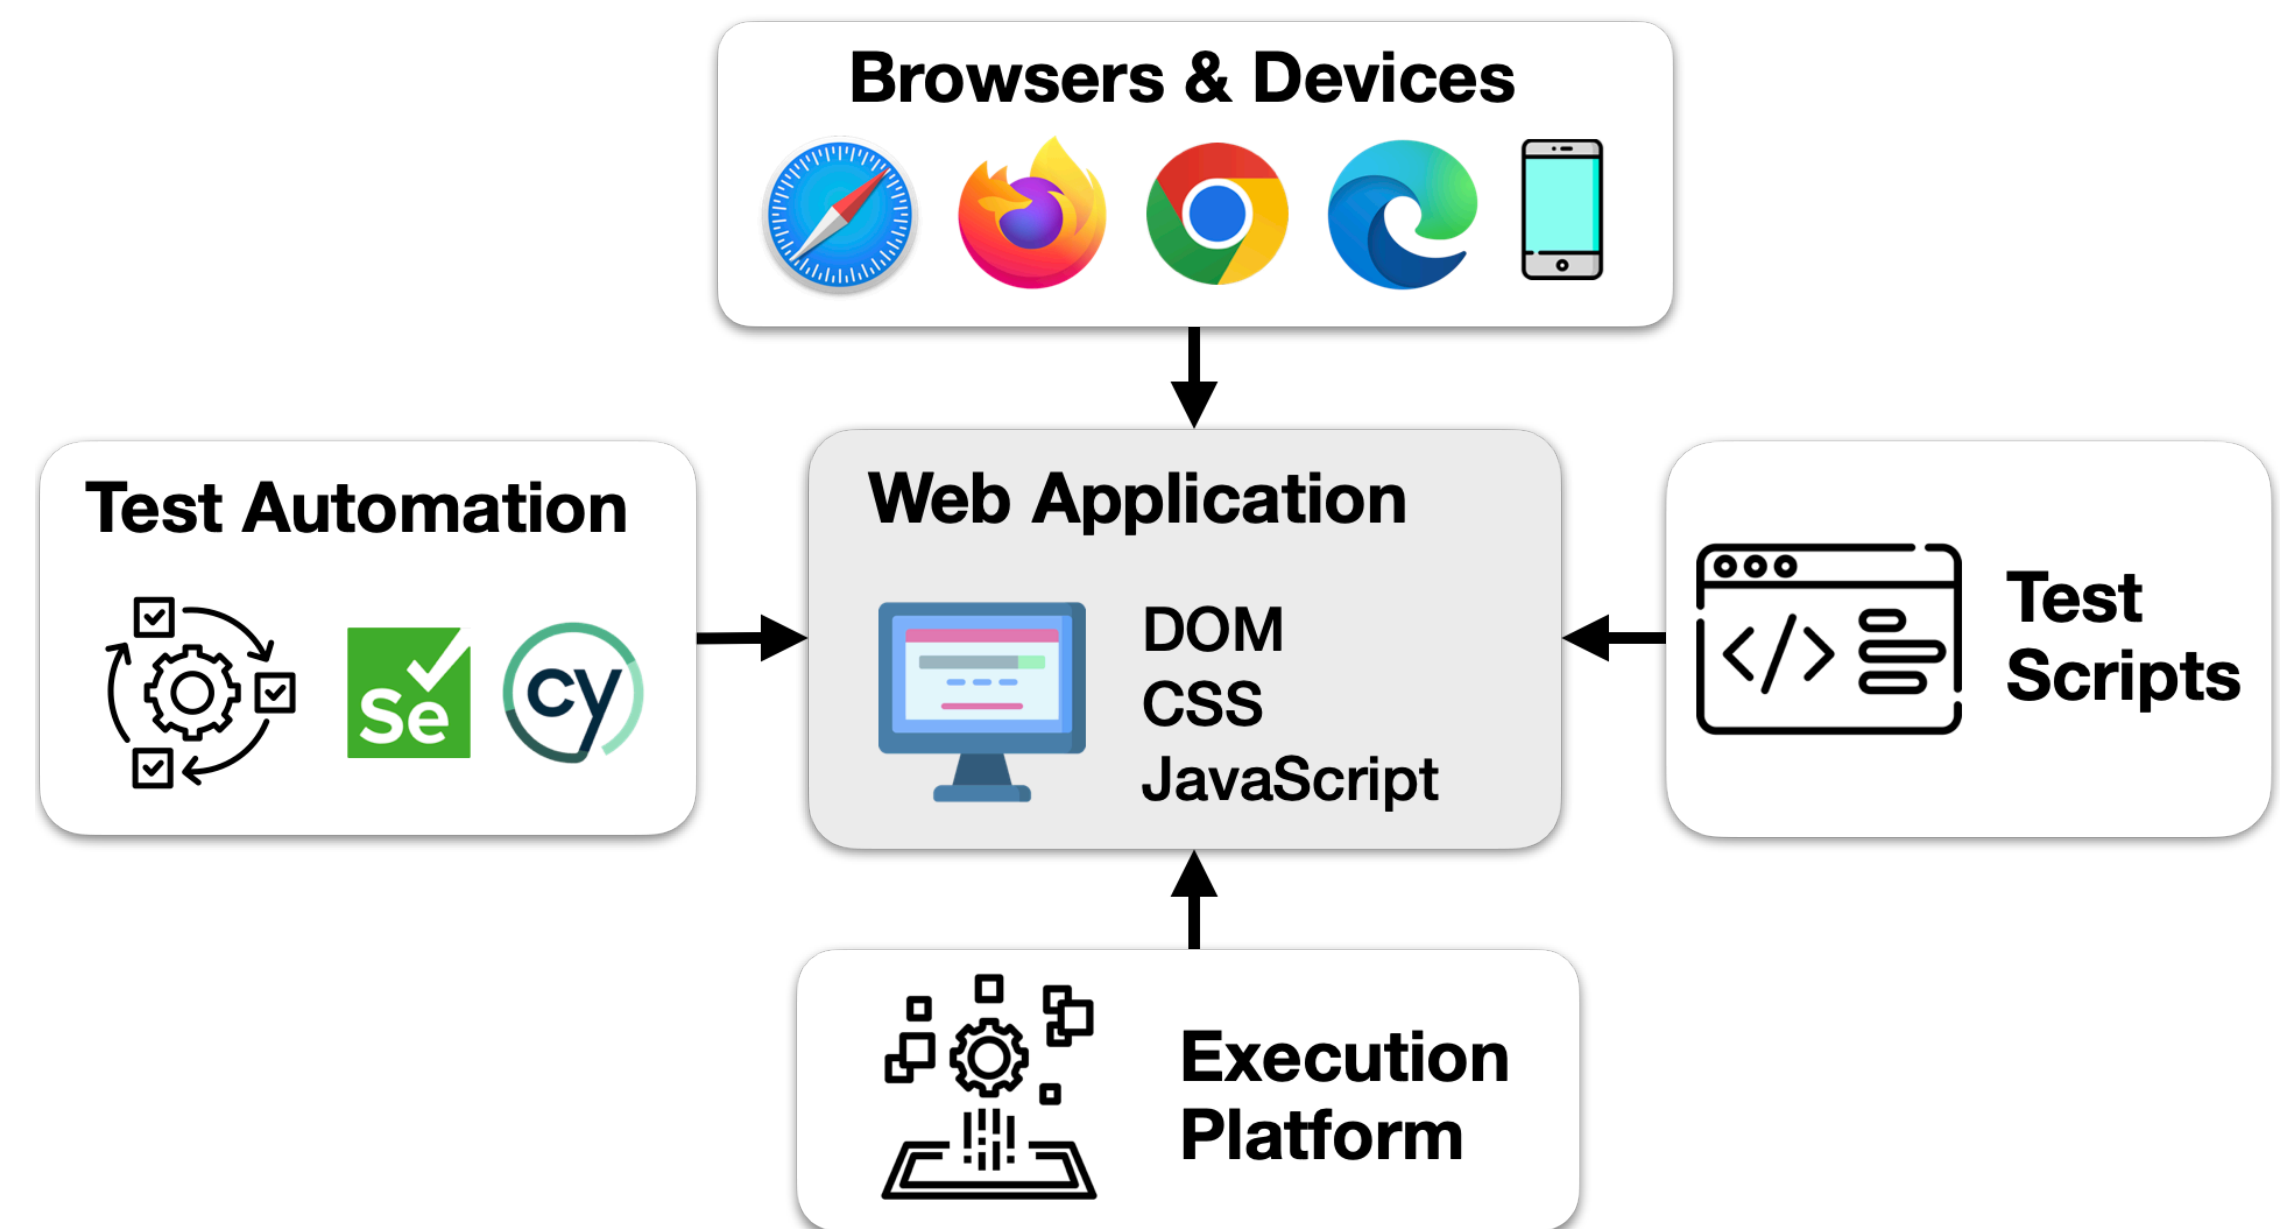 Browsers & Devices
Test Automation
Se
cy
Web Application
DOM
CSS
JavaScript
</>
Test
Scripts
Execution
Platform